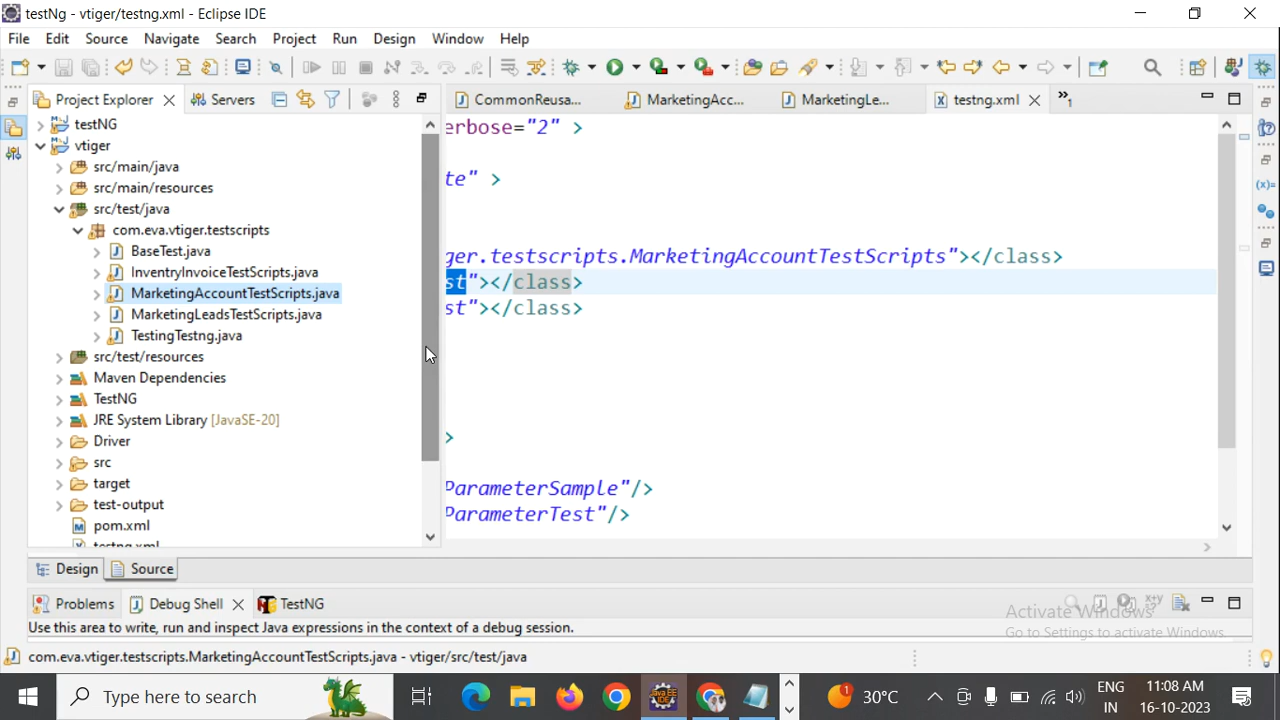 testNg - vtiger/testng.xml - Eclipse IDE
File Edit Source Navigate Search Project Run Design Window Help
Project Explorer Servers CommonReusa... MarketingAcc... MarketingLe... testng.xml »1
testNG
vtiger
src/main/java
src/main/resources
src/test/java
com.eva.vtiger.testscripts
BaseTest.java
InventryInvoiceTestScripts.java
MarketingAccountTestScripts.java
MarketingLeadsTestScripts.java
TestingTestng.java
src/test/resources
Maven Dependencies
TestNG
JRE System Library [JavaSE-20]
Driver
src
target
test-output
pom.xml
testng.xml
erbose="2" >
te" >
ger.testscripts.MarketingAccountTestScripts"></class>
st"></class>
st"></class>
>
ParameterSample"/>
ParameterTest"/>
Design Source
Problems Debug Shell TestNG
Use this area to write, run and inspect Java expressions in the context of a debug session.
Activate Windows
Go to Settings to activate Windows.
com.eva.vtiger.testscripts.MarketingAccountTestScripts.java - vtiger/src/test/java
Type here to search
1
30°C
ENG
IN
11:08 AM
16-10-2023